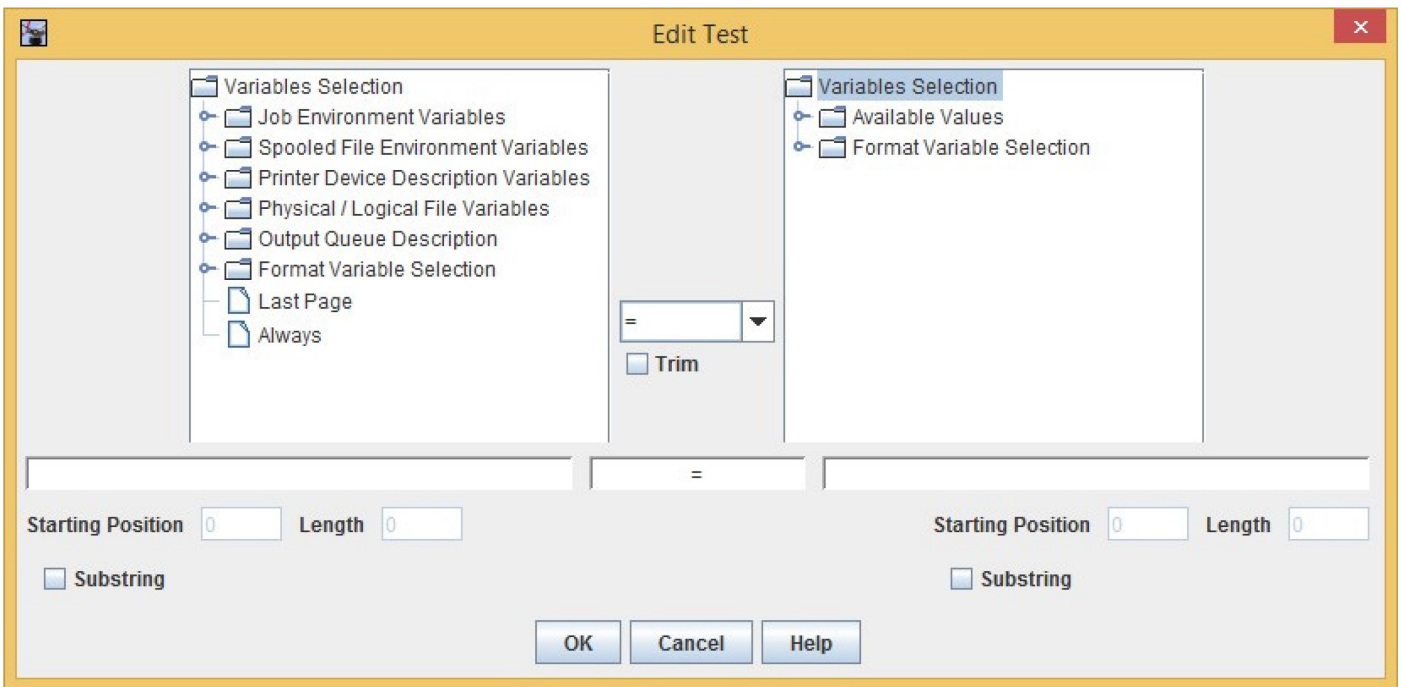 Edit Test
Variables Selection
Job Environment Variables
Spooled File Environment Variables
Printer Device Description Variables
Physical / Logical File Variables
Output Queue Description
Format Variable Selection
Last Page
Always
=
Trim
Variables Selection
Available Values
Format Variable Selection
=
Starting Position 0 Length 0
Substring
Starting Position 0 Length 0
Substring
OK Cancel Help